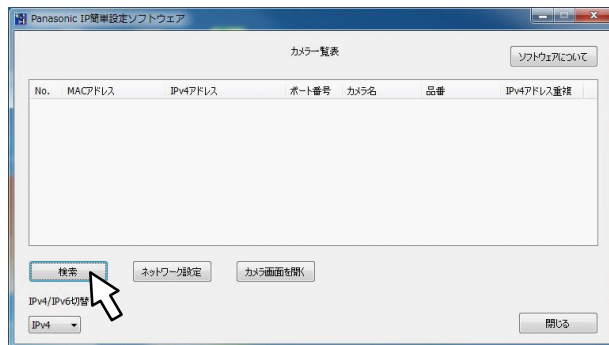 Panasonic IP簡単設定ソフトウェア
カメラ一覧表
ソフトウェアについて
No. MACアドレス IPv4アドレス ポート番号 カメラ名 品番 IPv4アドレス重複
検索 ネットワーク設定 カメラ画面を開く
IPv4/IPv6切替
IPv4 閉じる